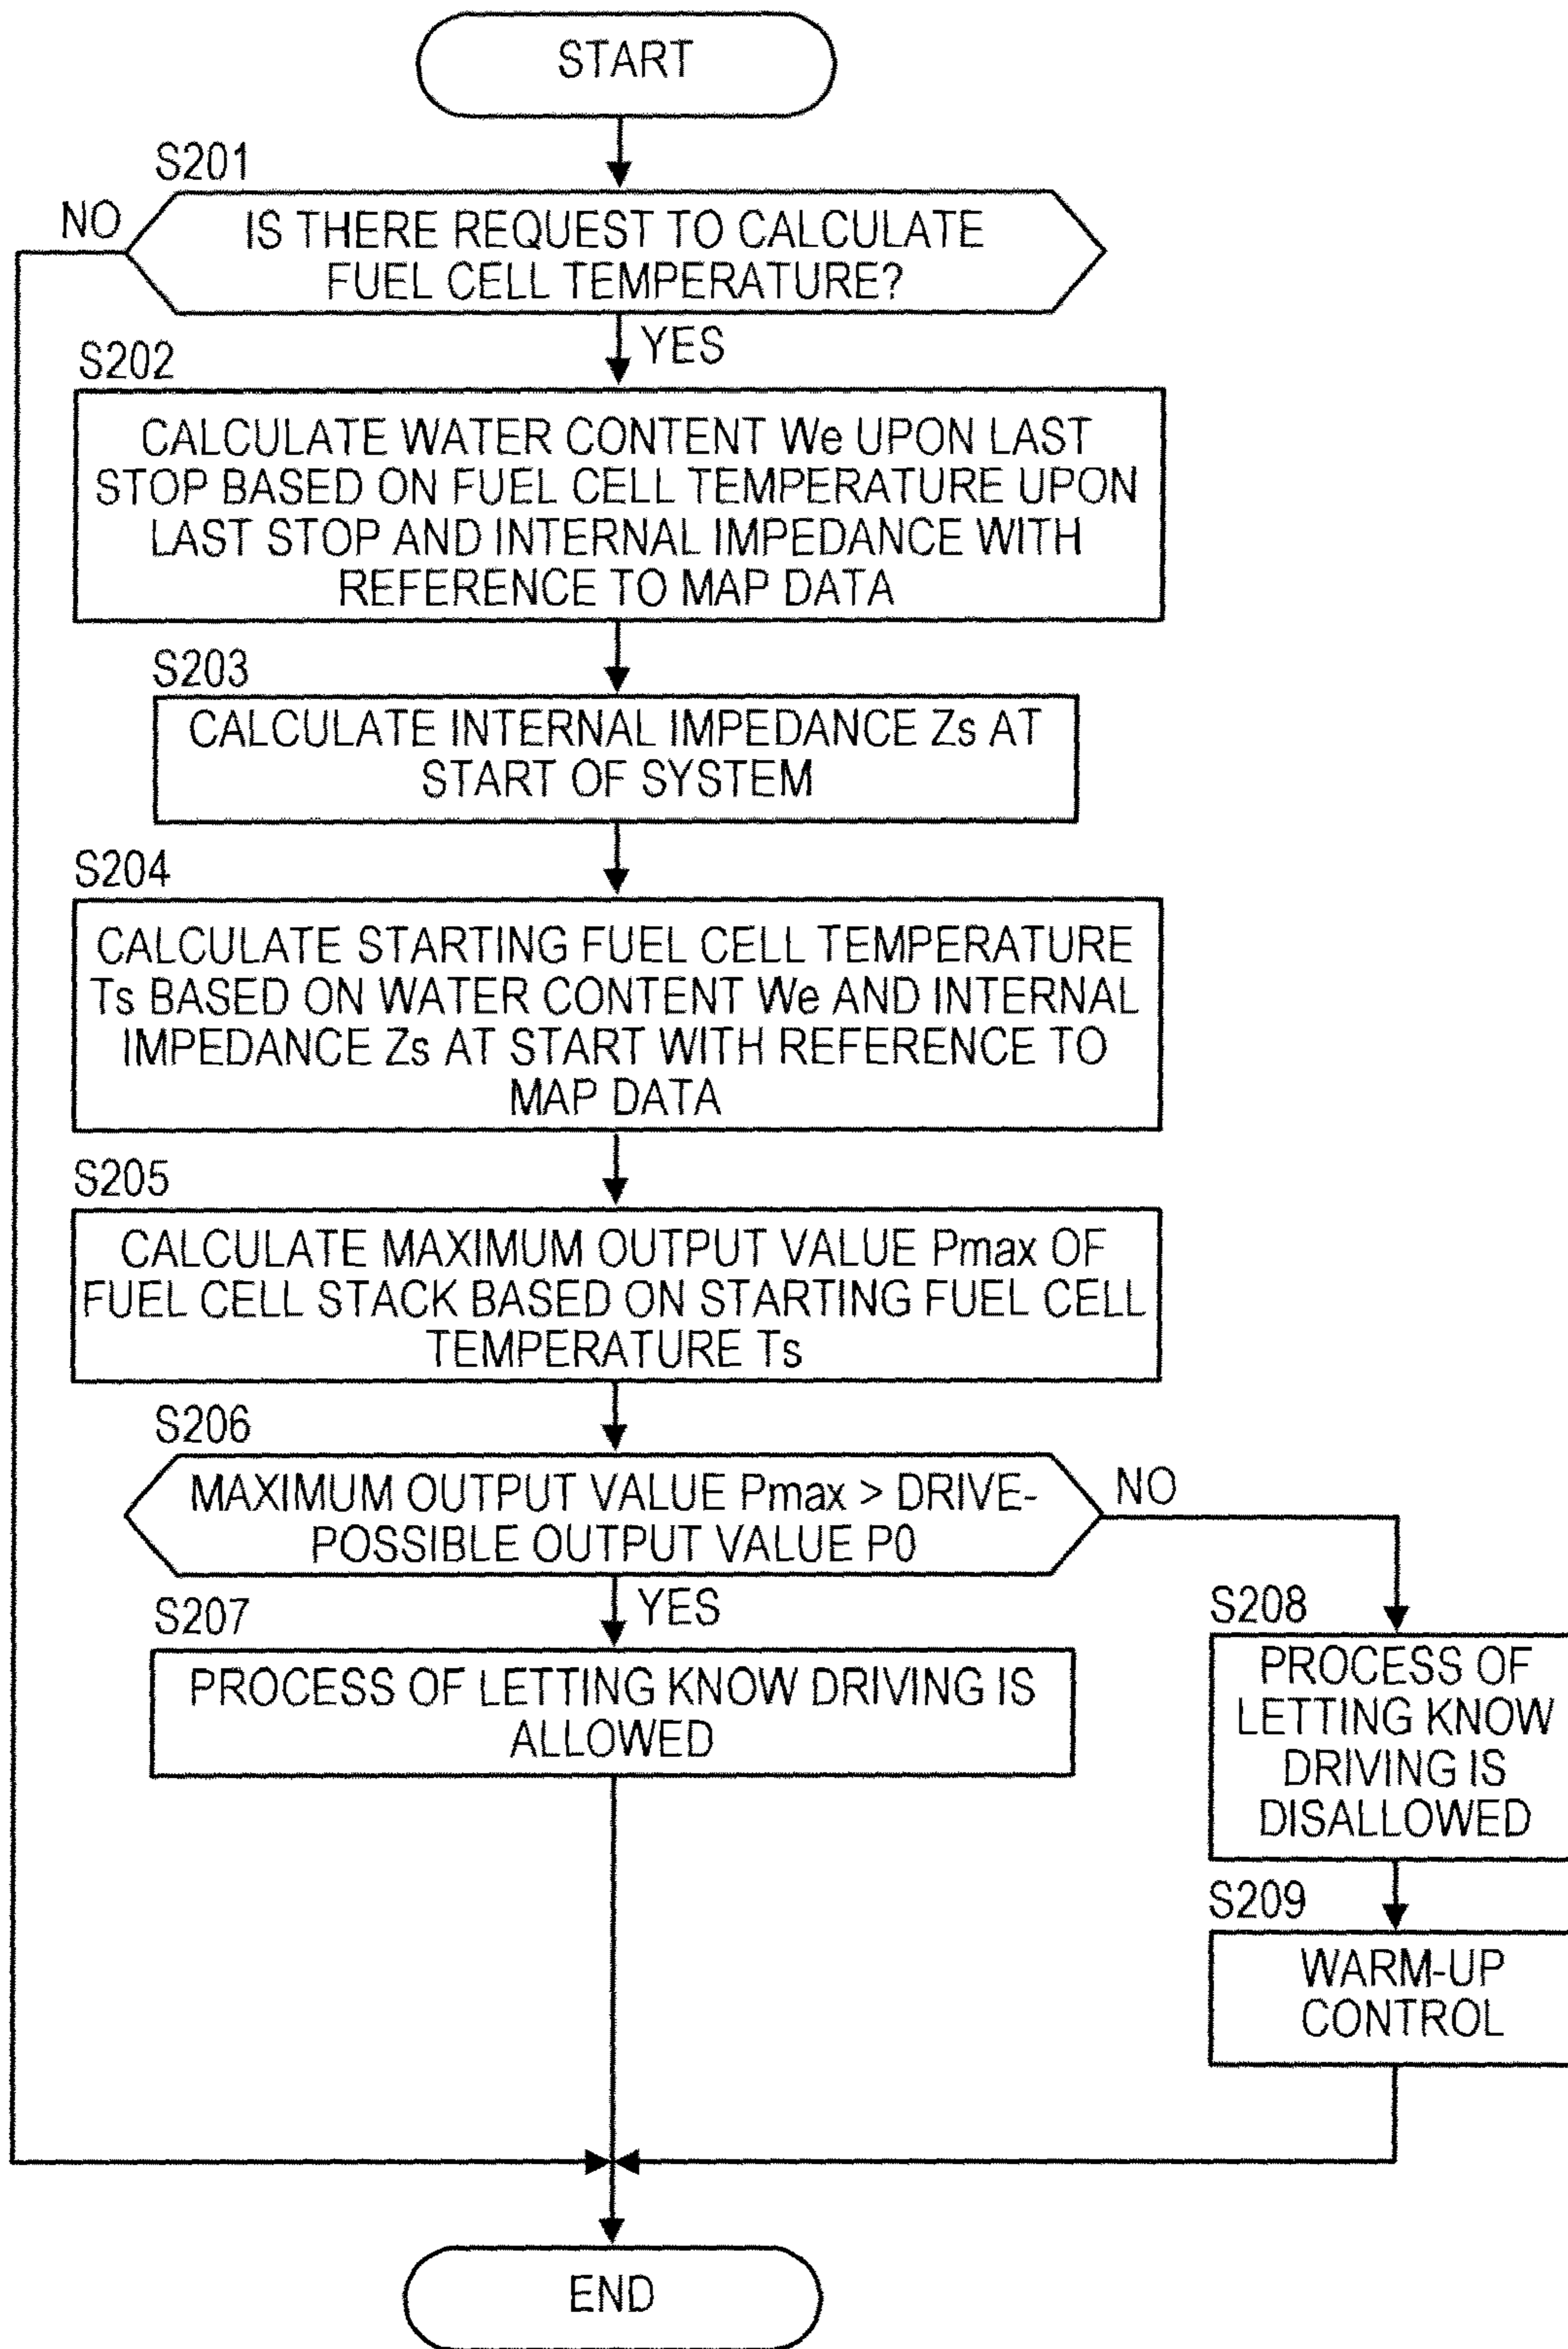 START
S201
NO
IS THERE REQUEST TO CALCULATE
FUEL CELL TEMPERATURE?
YES
S202
CALCULATE WATER CONTENT We UPON LAST
STOP BASED ON FUEL CELL TEMPERATURE UPON
LAST STOP AND INTERNAL IMPEDANCE WITH
REFERENCE TO MAP DATA
S203
CALCULATE INTERNAL IMPEDANCE Zs AT
START OF SYSTEM
S204
CALCULATE STARTING FUEL CELL TEMPERATURE
Ts BASED ON WATER CONTENT We AND INTERNAL
IMPEDANCE Zs AT START WITH REFERENCE TO
MAP DATA
S205
CALCULATE MAXIMUM OUTPUT VALUE Pmax OF
FUEL CELL STACK BASED ON STARTING FUEL CELL
TEMPERATURE Ts
S206
MAXIMUM OUTPUT VALUE Pmax > DRIVE-
POSSIBLE OUTPUT VALUE P0
NO
YES
S207
PROCESS OF LETTING KNOW DRIVING IS
ALLOWED
S208
PROCESS OF
LETTING KNOW
DRIVING IS
DISALLOWED
S209
WARM-UP
CONTROL
END